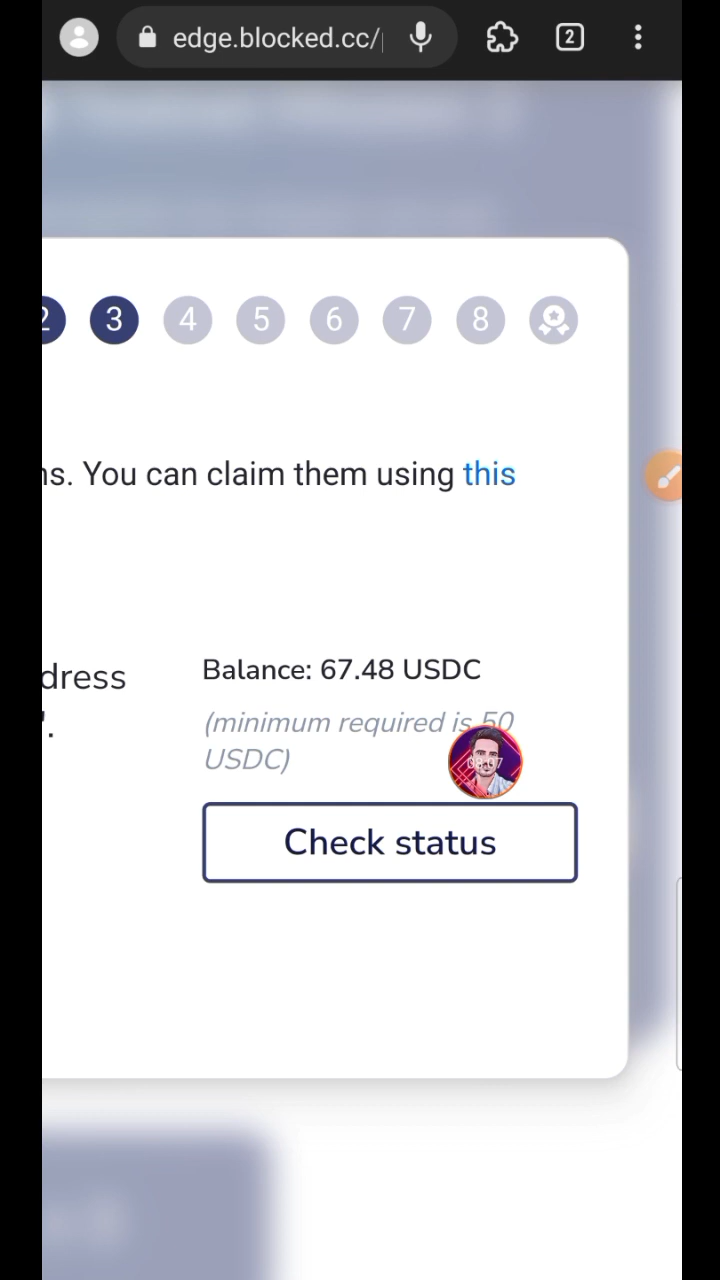 edge.blocked.cc/
2
2 3 4 5 6 7 8
ns. You can claim them using this
dress
Balance: 67.48 USDC
".
(minimum required is 50
USDC)
Check status